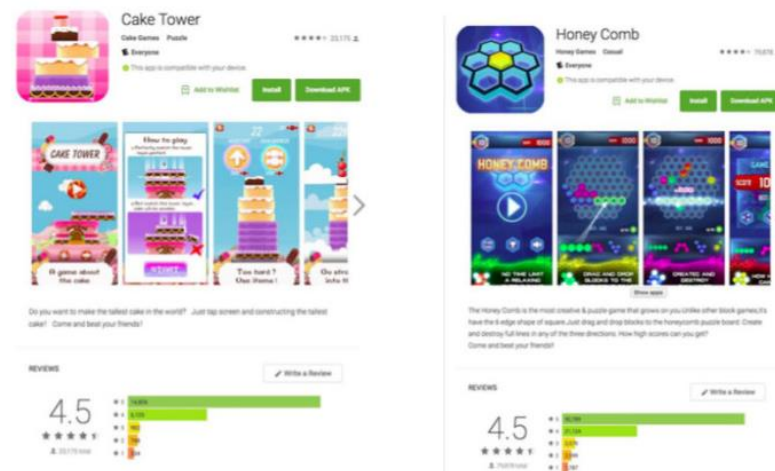 Cake Tower
Cake Games Puzzle
Everyone
This app is compatible with your device.
Add to Wishlist
Install
Download APK
CAKE TOWER
A game about
the cake
How to play
START
22
Too hard ?
Use items !
Do you want to make the tallest cake in the world? Just tap screen and constructing the tallest
cake! Come and beat your friends!
REVIEWS
Write a Review
4.5
Honey Comb
Honey Games Casual
Everyone
This app is compatible with your device.
Add to Wishlist
Install
Download APK
HONEY COMB
NO TIME LIMIT
& RELAXING
DRAG AND DROP
BLOCKS TO THE
CREATED AND
DESTROY
GAME
SCORE 10
Show apps
The Honey Comb is the most creative & puzzle game that grows on you.Unlike other block games,it's
have the 6 edge shape of square.Just drag and drop blocks to the honeycomb puzzle board. Create
and destroy full lines in any of the three directions. How high scores can you get?
Come and beat your friends!
REVIEWS
Write a Review
4.5